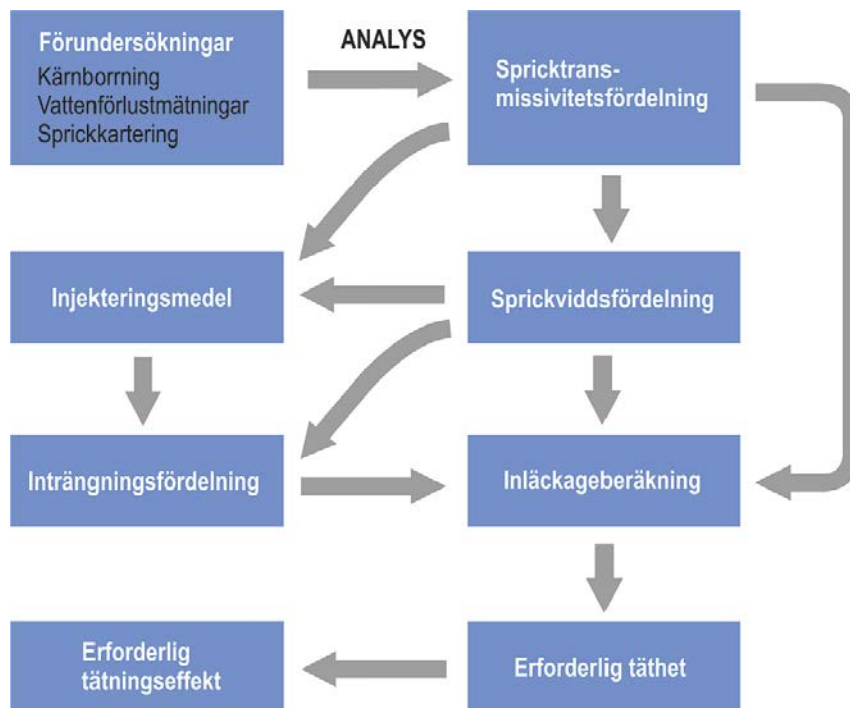 Förundersökningar
Kärnborrning
Vattenförlustmätningar
Sprickkartering
ANALYS
Spricktrans-
missivitetsfördelning
Injekteringsmedel
Sprickviddsfördelning
Inträngningsfördelning
Inläckageberäkning
Erforderlig
tätningseffekt
Erforderlig täthet